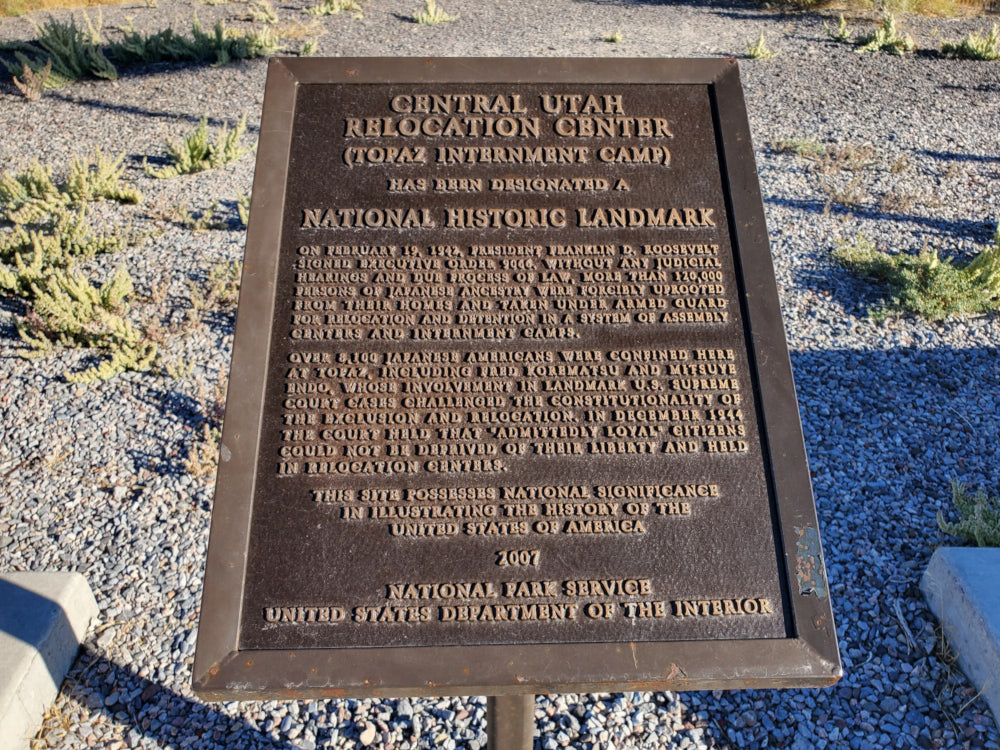 CENTRAL UTAH
RELOCATION CENTER
(TOPAZ INTERNMENT CAMP)
HAS BEEN DESIGNATED A
NATIONAL HISTORIC LANDMARK
ON FEBRUARY 19, 1942, PRESIDENT FRANKLIN D. ROOSEVELT
SIGNED EXECUTIVE ORDER 9066. WITHOUT ANY JUDICIAL
HEARINGS AND DUE PROCESS OF LAW, MORE THAN 120,000
PERSONS OF JAPANESE ANCESTRY WERE FORCIBLY UPROOTED
FROM THEIR HOMES AND TAKEN UNDER ARMED GUARD
FOR RELOCATION AND DETENTION IN A SYSTEM OF ASSEMBLY
CENTERS AND INTERNMENT CAMPS.
OVER 8,100 JAPANESE AMERICANS WERE CONFINED HERE
AT TOPAZ, INCLUDING FRED KOREMATSU AND MITSUYE
ENDO, WHOSE INVOLVEMENT IN LANDMARK U.S. SUPREME
COURT CASES CHALLENGED THE CONSTITUTIONALITY OF
THE EXCLUSION AND RELOCATION. IN DECEMBER 1944
THE COURT HELD THAT "ADMITTEDLY LOYAL" CITIZENS
COULD NOT BE DEPRIVED OF THEIR LIBERTY AND HELD
IN RELOCATION CENTERS.
THIS SITE POSSESSES NATIONAL SIGNIFICANCE
IN ILLUSTRATING THE HISTORY OF THE
UNITED STATES OF AMERICA
2007
NATIONAL PARK SERVICE
UNITED STATES DEPARTMENT OF THE INTERIOR